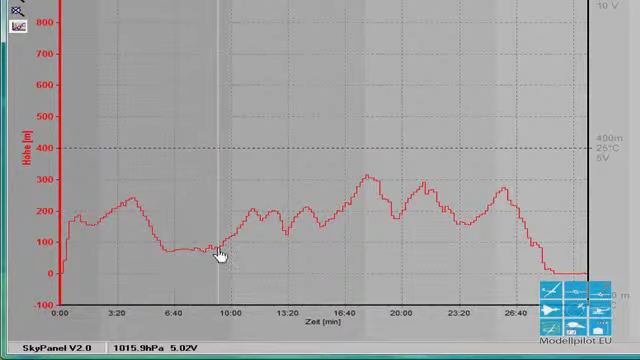 800
10 V
700
600
500
400
400m
25°C
5V
300
200
100
0
-100
Höhe [m]
0:00 3:20 6:40 10:00 13:20 16:40 20:00 23:20 26:40
Zeit [min]
Modellpilot.EU
SkyPanel V2.0 1015.9hPa 5.02V